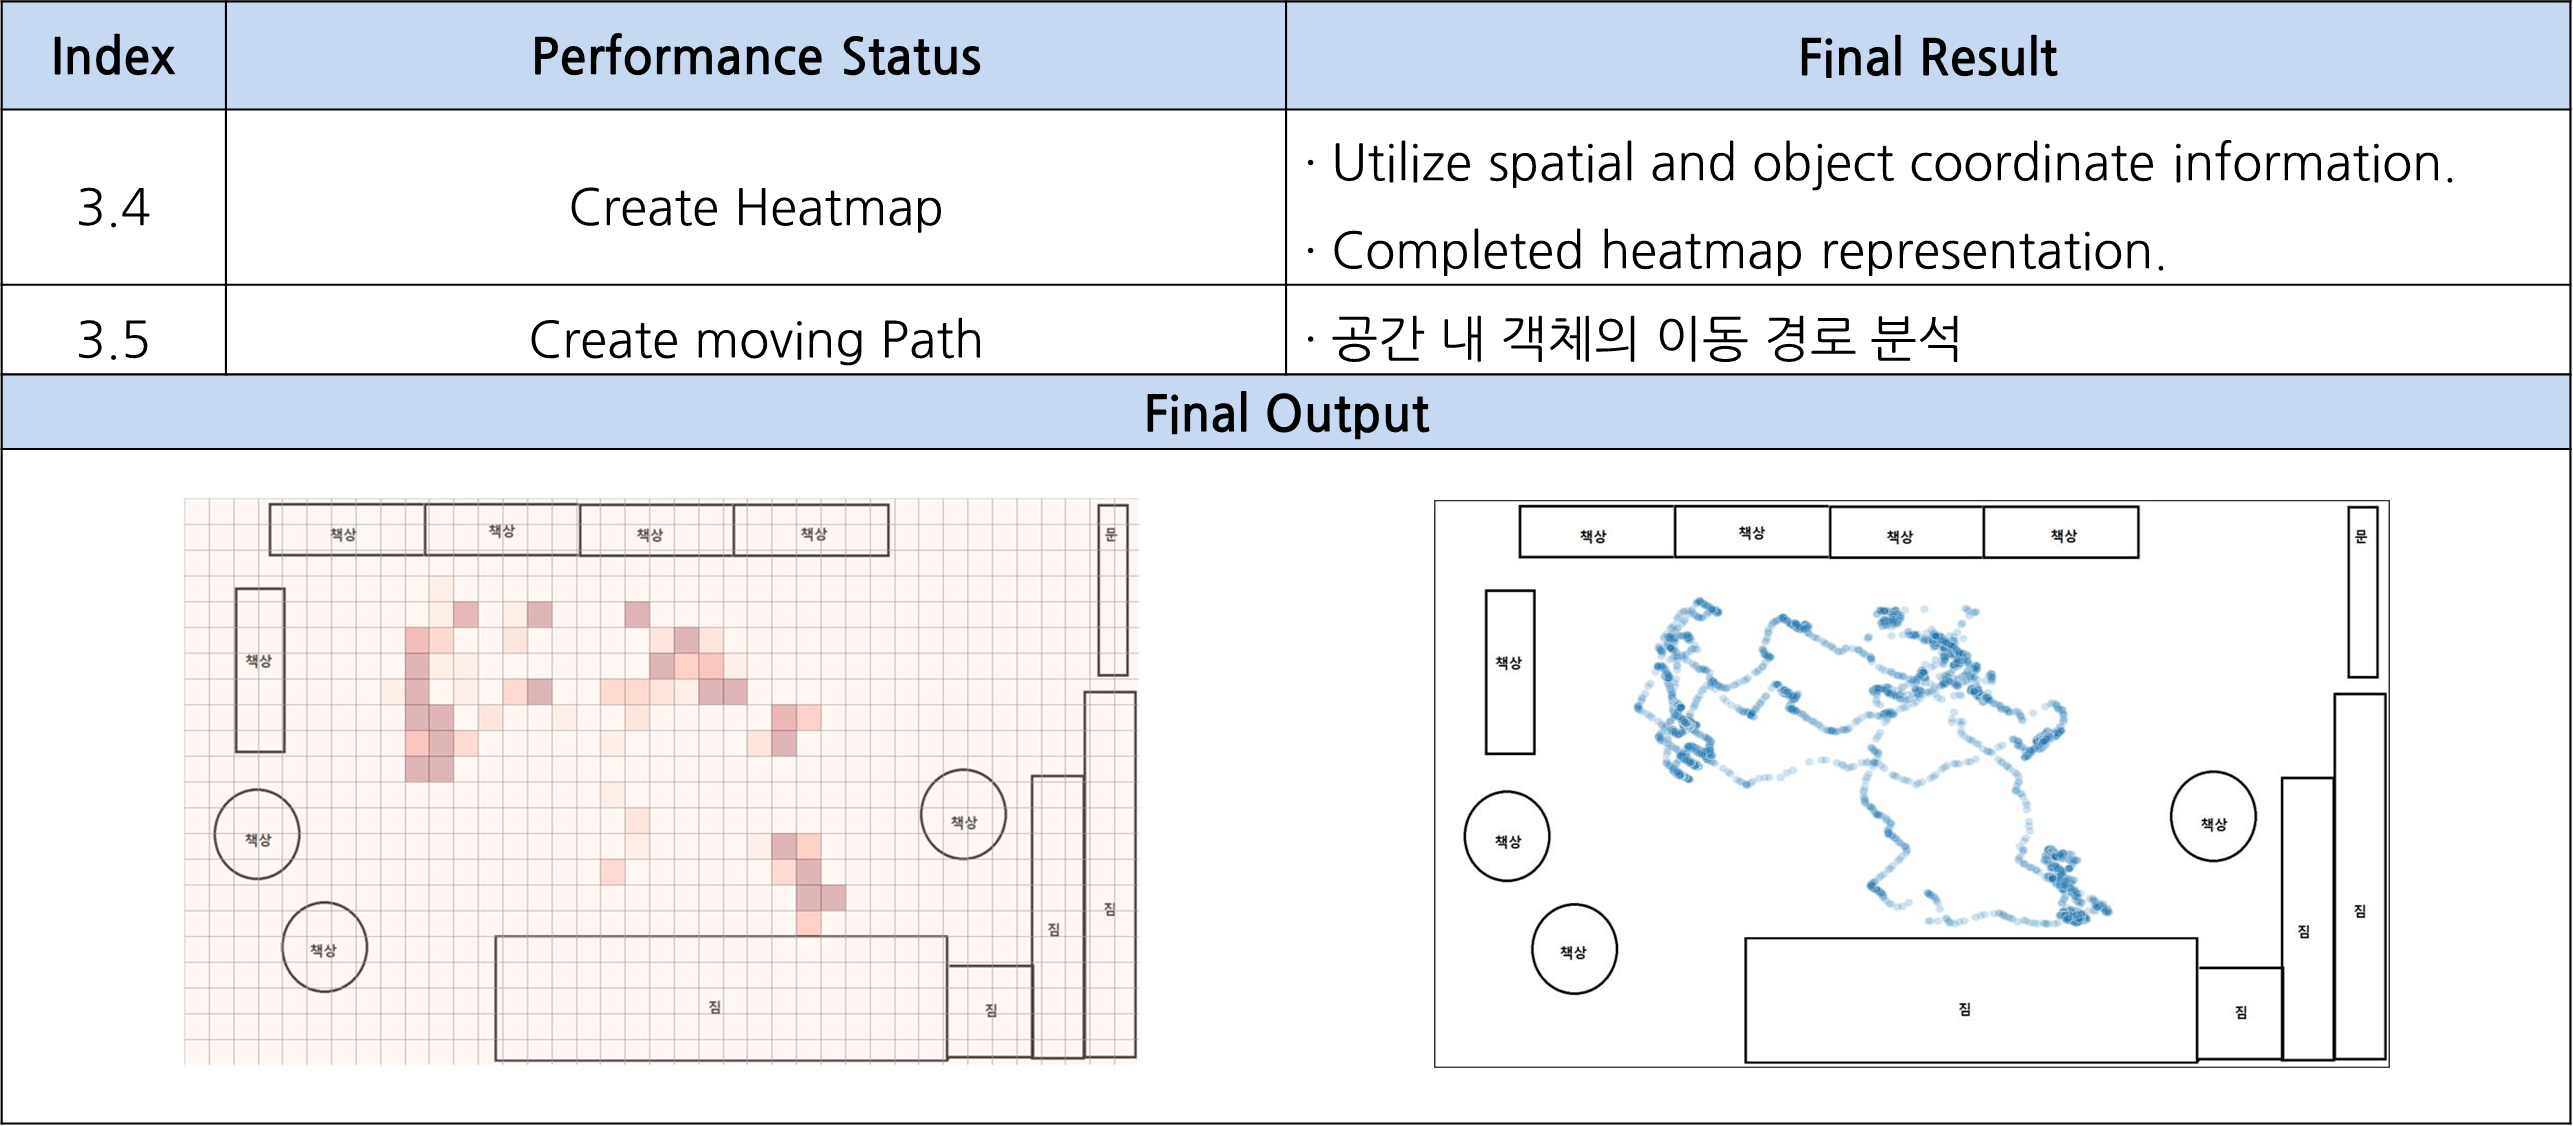 Index Performance Status Final Result
3.4 Create Heatmap · Utilize spatial and object coordinate information.
· Completed heatmap representation.
3.5 Create moving Path · 공간 내 객체의 이동 경로 분석
Final Output
책상 책상 책상 책상 문
책상
책상
책상
책상
짐
짐
짐
짐
책상 책상 책상 책상 문
책상
책상
책상
책상
짐
짐
짐
짐